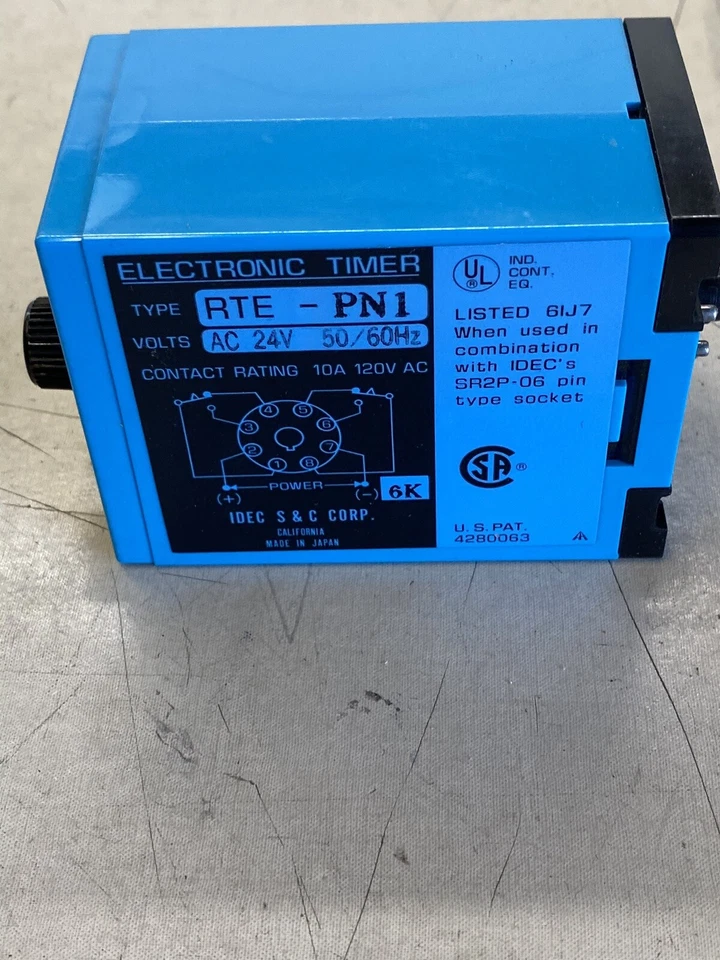 ELECTRONIC TIMER
TYPE RTE - PN1
VOLTS AC 24V 50/60Hz
CONTACT RATING 10A 120V AC
A A
4 5
3 6
2 7
1 8
POWER
(+) (-) 6K
IDEC S & C CORP.
CALIFORNIA
MADE IN JAPAN
UL ® IND.
CONT.
EQ.
LISTED 6IJ7
When used in
combination
with IDEC's
SR2P-06 pin
type socket
CSA ®
U.S. PAT.
4280063